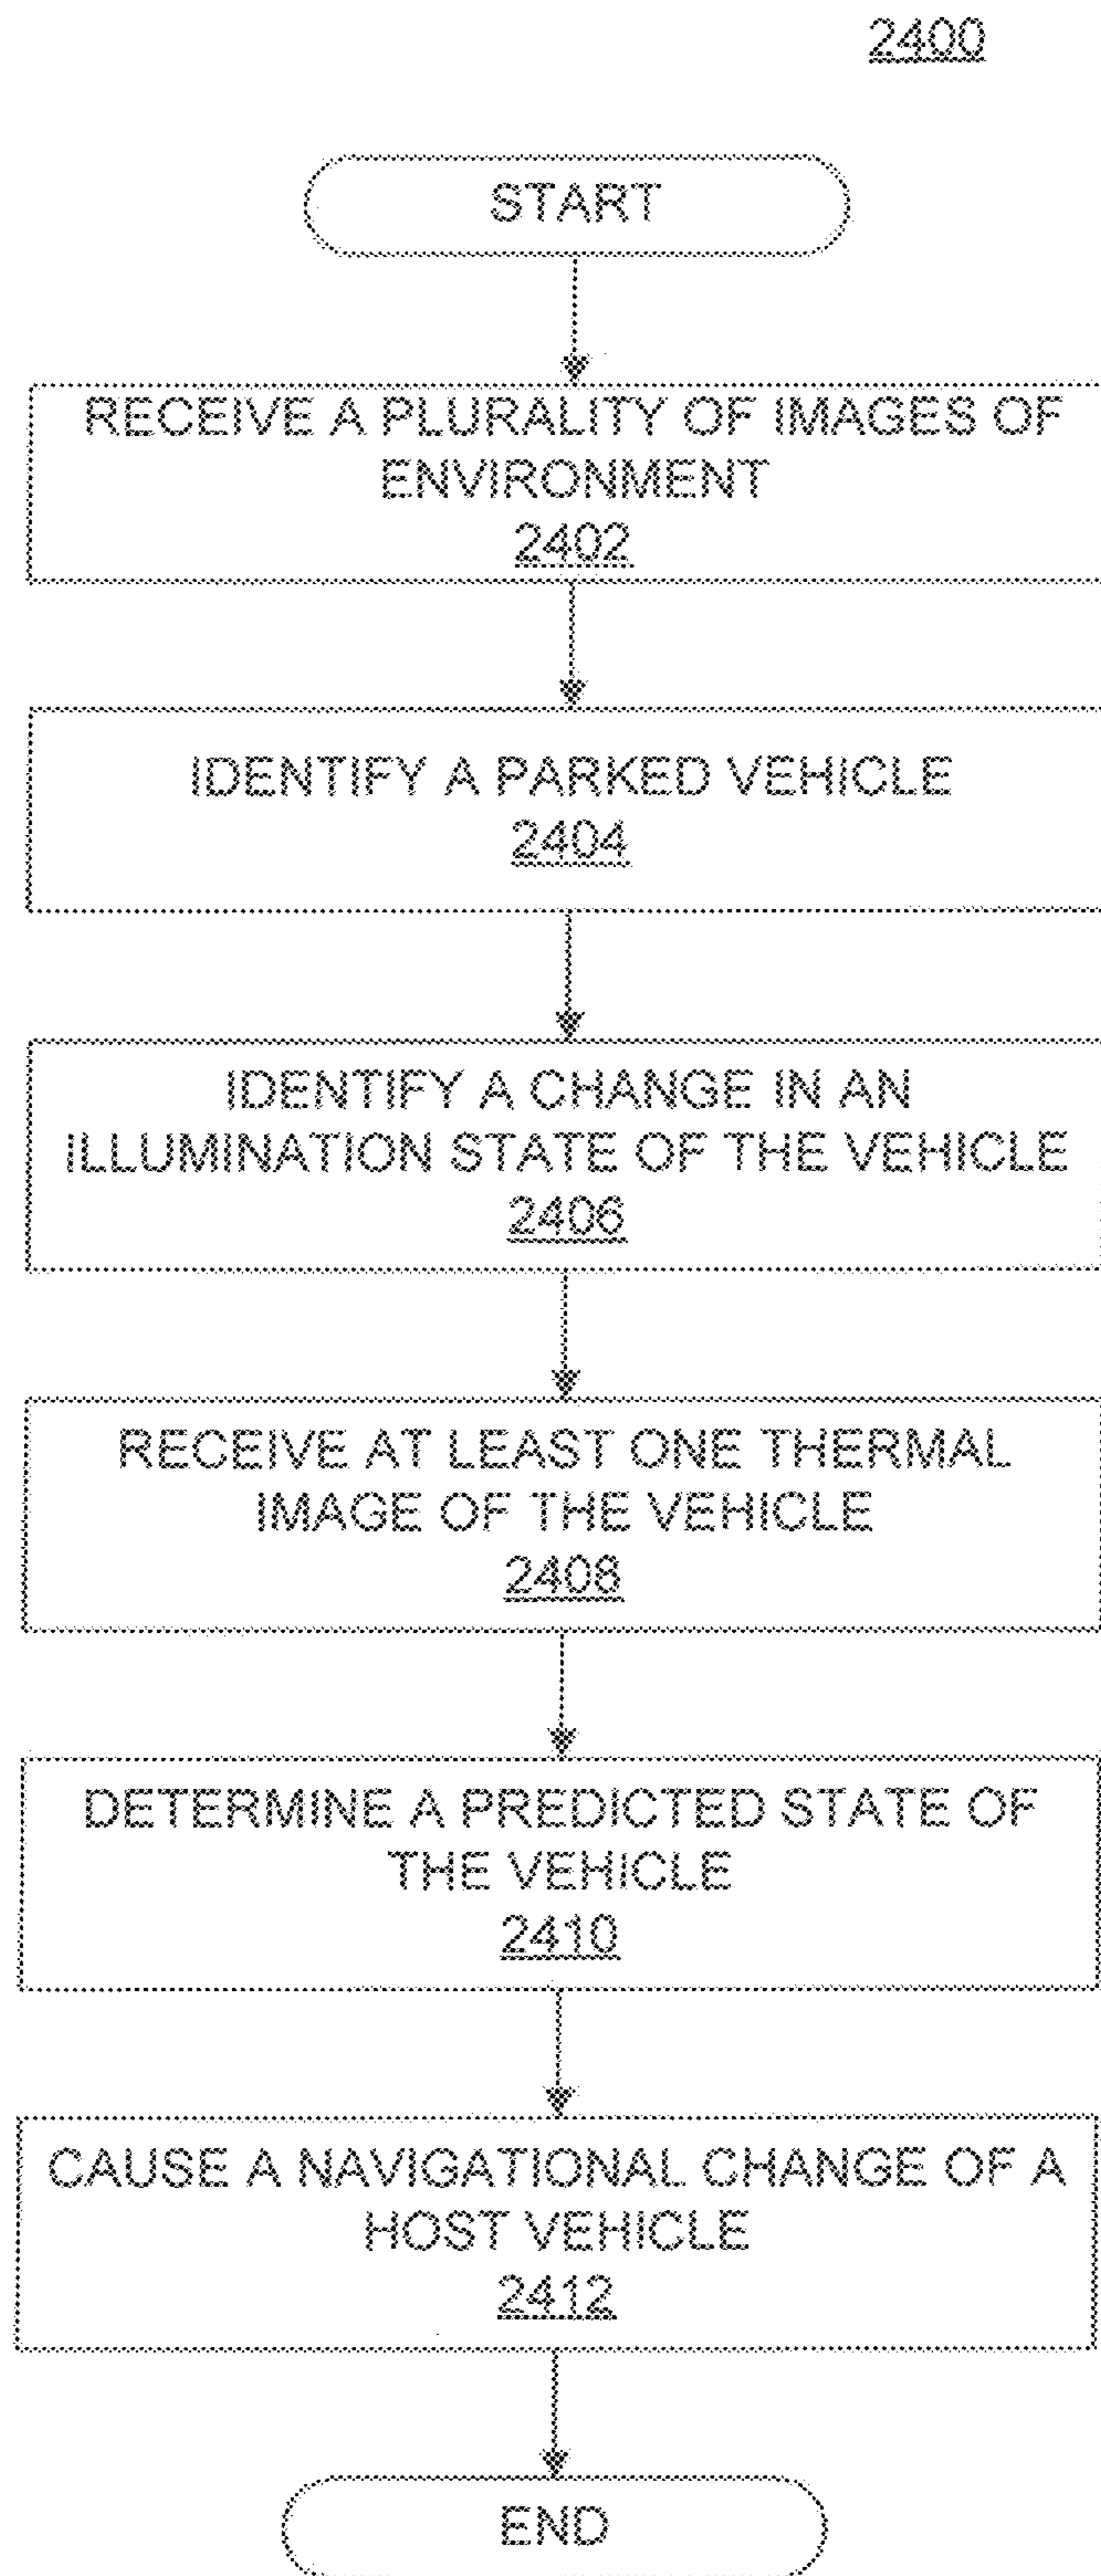 2400
START
RECEIVE A PLURALITY OF IMAGES OF
ENVIRONMENT
2402
IDENTIFY A PARKED VEHICLE
2404
IDENTIFY A CHANGE IN AN
ILLUMINATION STATE OF THE VEHICLE
2406
RECEIVE AT LEAST ONE THERMAL
IMAGE OF THE VEHICLE
2408
DETERMINE A PREDICTED STATE OF
THE VEHICLE
2410
CAUSE A NAVIGATIONAL CHANGE OF A
HOST VEHICLE
2412
END